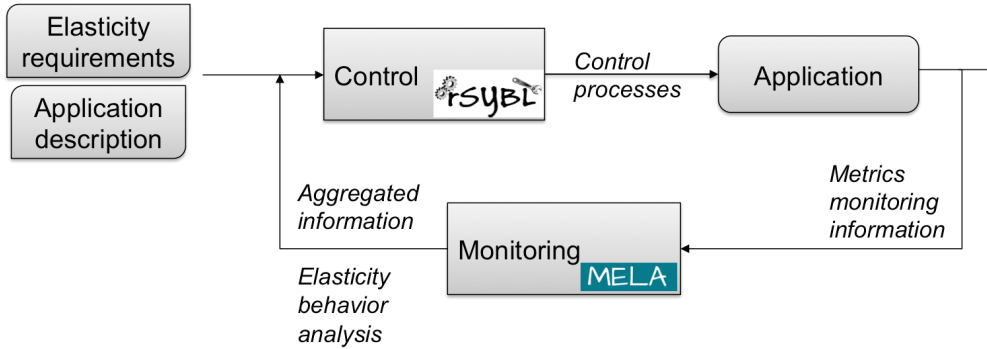 Elasticity
requirements
Application
description
Control
rSYBL
Control
processes
Application
Aggregated
information
Elasticity
behavior
analysis
Monitoring
MELA
Metrics
monitoring
information